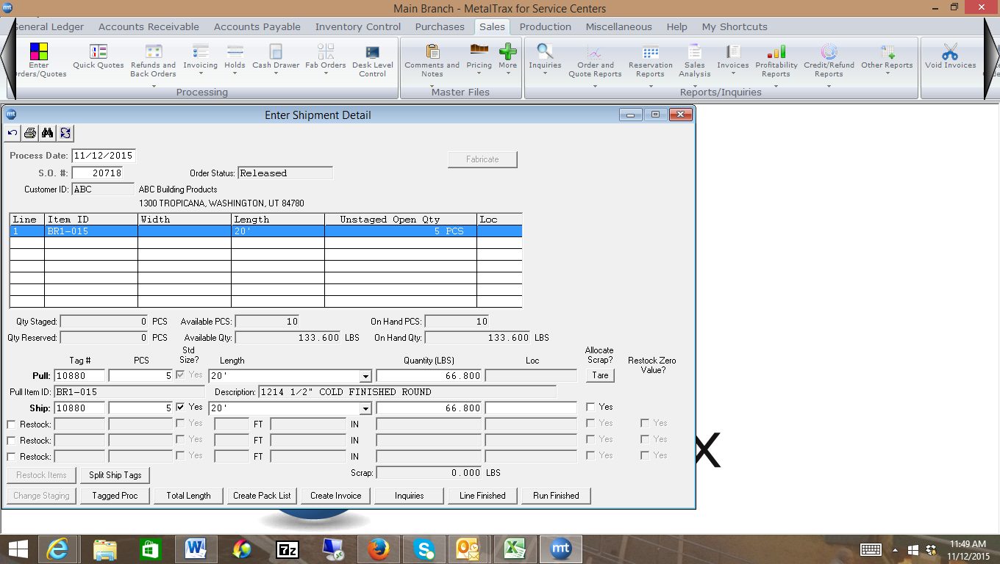 mt Main Branch - MetalTrax for Service Centers
General Ledger Accounts Receivable Accounts Payable Inventory Control Purchases Sales Production Miscellaneous Help My Shortcuts
Enter Quick Quotes Refunds and Invoicing Holds Cash Drawer Fab Orders Desk Level Comments and Pricing More Inquiries Order and Reservation Sales Invoices Profitability Credit/Refund Other Reports Void Invoices
Orders/Quotes Back Orders Control Notes Quote Reports Reports Analysis Reports Reports
Processing Master Files Reports/Inquiries
mt Enter Shipment Detail
Process Date: 11/12/2015 Fabricate
S.O. #: 20718 Order Status: Released
Customer ID: ABC ABC Building Products
1300 TROPICANA, WASHINGTON, UT 84780
Line Item ID Width Length Unstaged Open Qty Loc
1 BR1-015 20' 5 PCS
Qty Staged: 0 PCS Available PCS: 10 On Hand PCS: 10
Qty Reserved: 0 PCS Available Qty: 133.600 LBS On Hand Qty: 133.600 LBS
Std Allocate
Tag # PCS Size? Length Quantity (LBS) Loc Scrap? Restock Zero
Value?
Pull: 10880 5 Yes 20' 66.800 Tare
Pull Item ID: BR1-015 Description: 1214 1/2" COLD FINISHED ROUND
Ship: 10880 5 Yes 20' 66.800 Yes
Restock: Yes FT IN Yes Yes
Restock: Yes FT IN Yes Yes
Restock: Yes FT IN Yes Yes
Restock Items Split Ship Tags Scrap: 0.000 LBS
Change Staging Tagged Proc Total Length Create Pack List Create Invoice Inquiries Line Finished Run Finished
X
7z mt 11:49 AM
11/12/2015